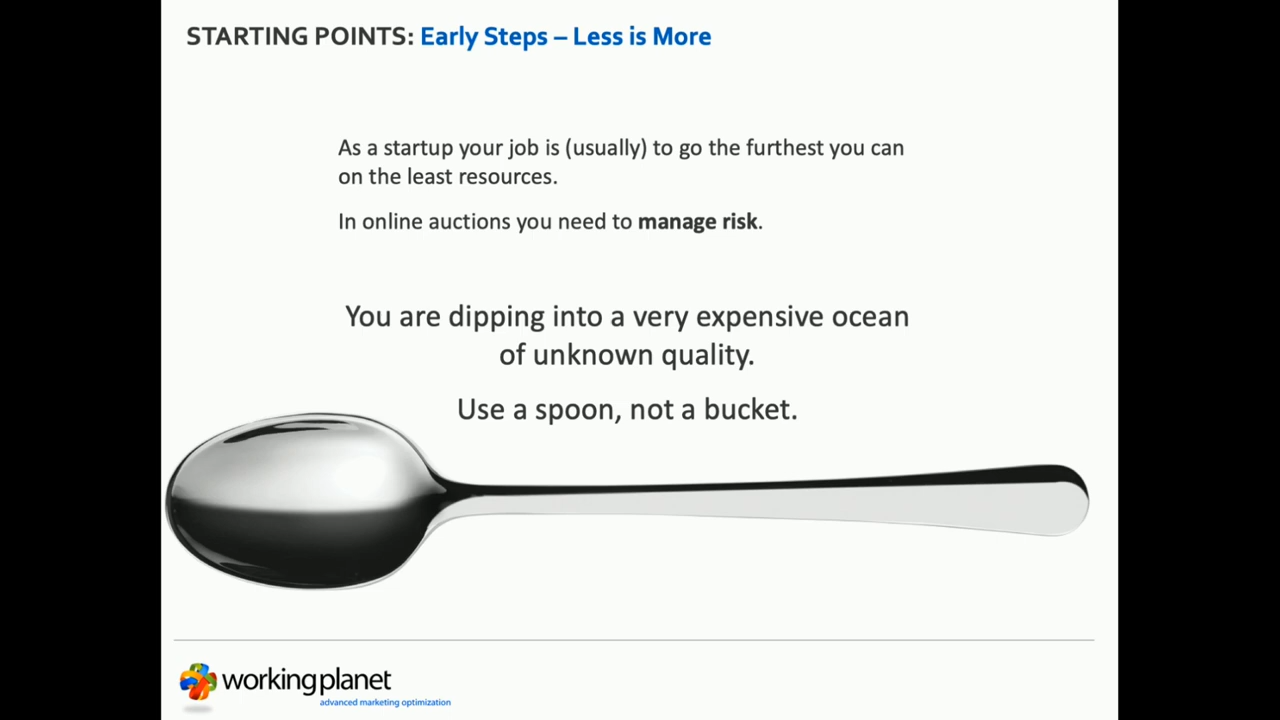 STARTING POINTS: Early Steps – Less is More
As a startup your job is (usually) to go the furthest you can
on the least resources.
In online auctions you need to manage risk.
You are dipping into a very expensive ocean
of unknown quality.
Use a spoon, not a bucket.
workingplanet
advanced marketing optimization